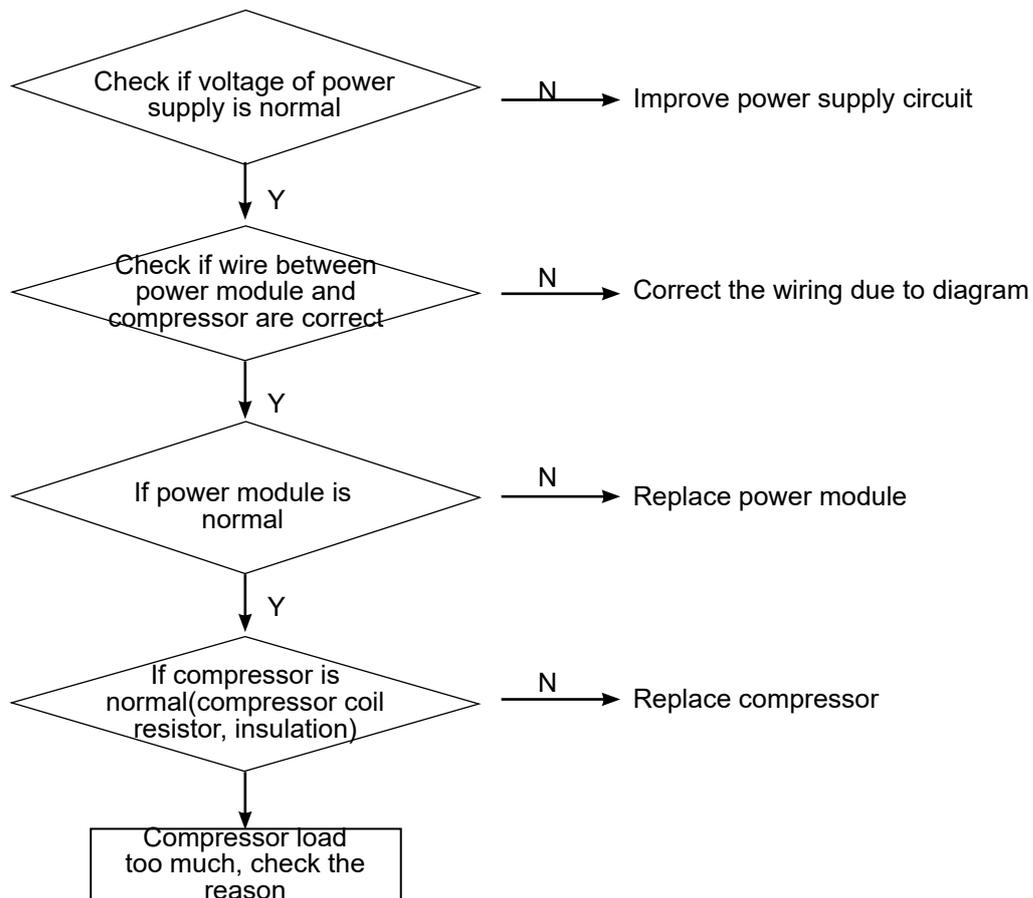 Check if voltage of power
supply is normal
N
Improve power supply circuit
Y
Check if wire between
power module and
compressor are correct
N
Correct the wiring due to diagram
Y
If power module is
normal
N
Replace power module
Y
If compressor is
normal(compressor coil
resistor, insulation)
N
Replace compressor
Compressor load
too much, check the
reason